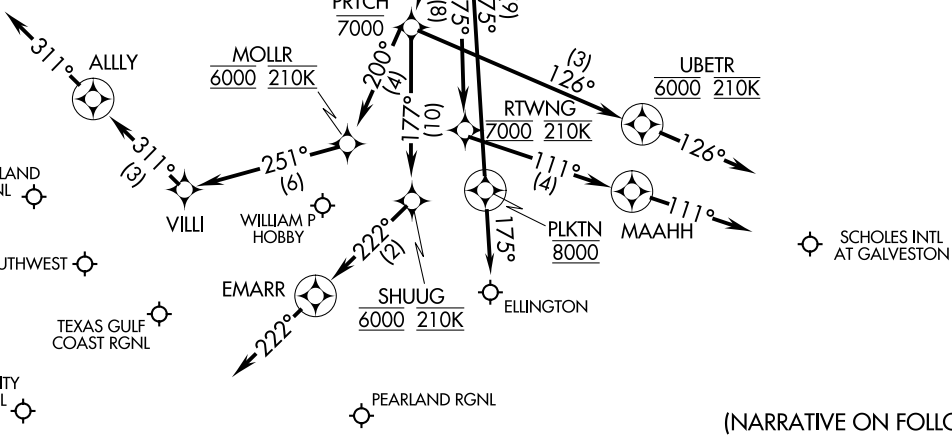 PRTCH
7000
(8)
175°
175°
311°
ALLLY
MOLLR
6000 210K
200°
(4)
(3)
126°
UBETR
6000 210K
177°
(10)
RTWNG
7000 210K
126°
311°
(3)
251°
(6)
111°
(4)
LAND
NL
VILLI
WILLIAM P
HOBBY
222°
(2)
175°
PLKTN
8000
MAAHH
111°
SCHOLES INTL
AT GALVESTON
UTHWEST
EMARR
SHUUG
6000 210K
ELLINGTON
TEXAS GULF
COAST RGNL
222°
PEARLAND RGNL
ITY
L
(NARRATIVE ON FOLLO